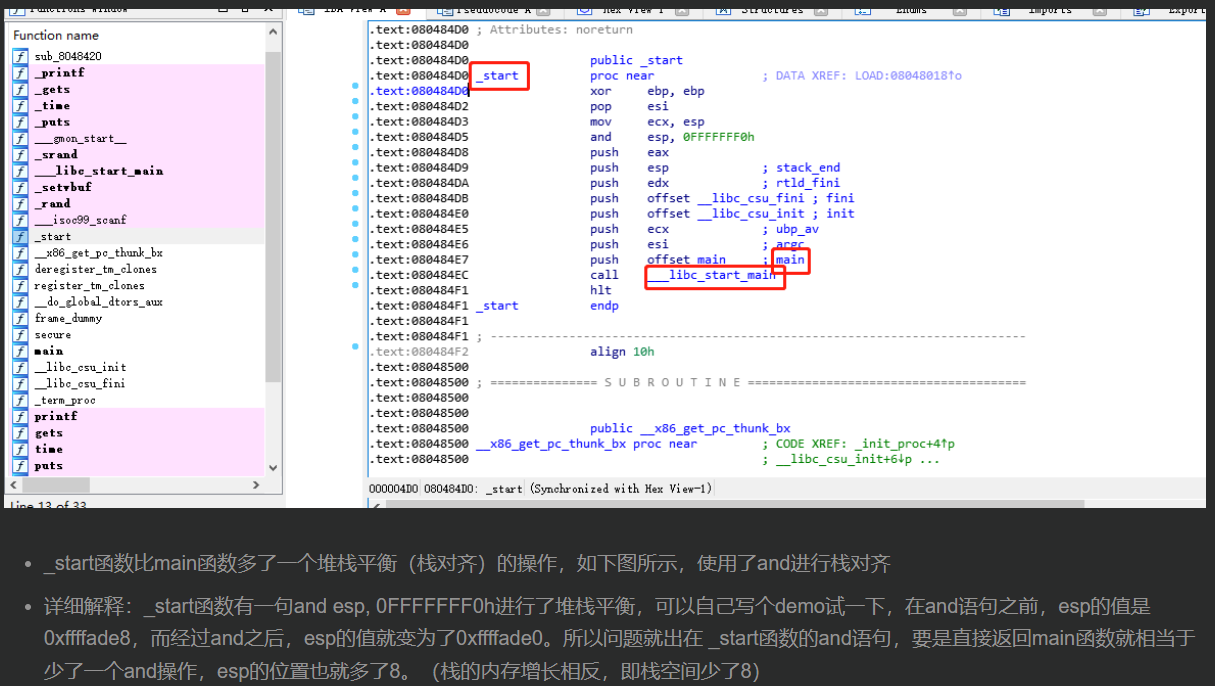 Functions window
IDA View-A
Pseudocode-A
Hex View-1
Structures
Enums
Imports
Export
Function name
sub_8048420
_printf
_gets
_time
_puts
___gmon_start__
_srand
___libc_start_main
_setvbuf
_rand
___isoc99_scanf
_start
__x86_get_pc_thunk_bx
deregister_tm_clones
register_tm_clones
__do_global_dtors_aux
frame_dummy
secure
main
__libc_csu_init
__libc_csu_fini
_term_proc
printf
gets
time
puts
Line 13 of 33
.text:080484D0 ; Attributes: noreturn
.text:080484D0
.text:080484D0 public _start
.text:080484D0 _start proc near ; DATA XREF: LOAD:08048018↑o
.text:080484D0 xor ebp, ebp
.text:080484D2 pop esi
.text:080484D3 mov ecx, esp
.text:080484D5 and esp, 0FFFFFFF0h
.text:080484D8 push eax
.text:080484D9 push esp ; stack_end
.text:080484DA push edx ; rtld_fini
.text:080484DB push offset __libc_csu_fini ; fini
.text:080484E0 push offset __libc_csu_init ; init
.text:080484E5 push ecx ; ubp_av
.text:080484E6 push esi ; argc
.text:080484E7 push offset main ; main
.text:080484EC call ___libc_start_main
.text:080484F1 hlt
.text:080484F1 _start endp
.text:080484F1
.text:080484F1 ; ---------------------------------------------------------------------------
.text:080484F2 align 10h
.text:08048500
.text:08048500 ; =============== S U B R O U T I N E =======================================
.text:08048500
.text:08048500
.text:08048500 public __x86_get_pc_thunk_bx
.text:08048500 __x86_get_pc_thunk_bx proc near ; CODE XREF: _init_proc+4↑p
.text:08048500 ; __libc_csu_init+6↓p ...
000004D0 080484D0: _start (Synchronized with Hex View-1)
• _start函数比main函数多了一个堆栈平衡（栈对齐）的操作，如下图所示，使用了and进行栈对齐
• 详细解释：_start函数有一句and esp, 0FFFFFFF0h进行了堆栈平衡，可以自己写个demo试一下，在and语句之前，esp的值是
0xffffade8，而经过and之后，esp的值就变为了0xffffade0。所以问题就出在 _start函数的and语句，要是直接返回main函数就相当于
少了一个and操作，esp的位置也就多了8。（栈的内存增长相反，即栈空间少了8）